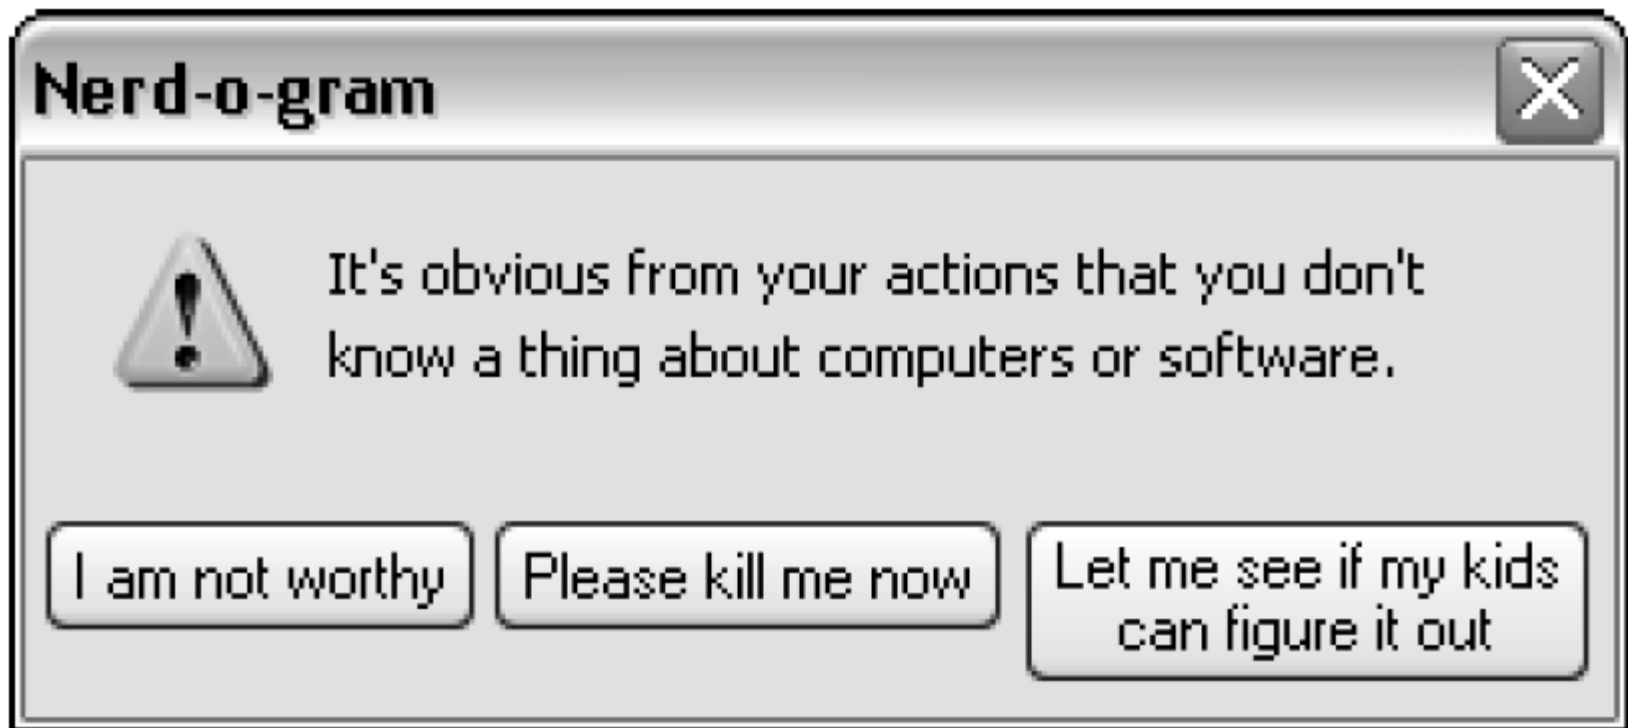 Nerd-o-gram
It's obvious from your actions that you don't
know a thing about computers or software.
I am not worthy
Please kill me now
Let me see if my kids
can figure it out